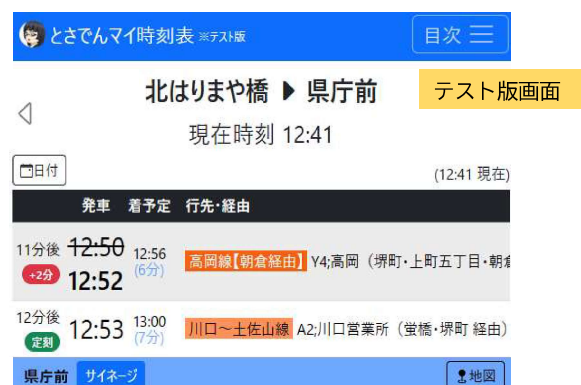 とさでんマイ時刻表 ※テスト版 目次
北はりまや橋 ▶ 県庁前 テスト版画面
現在時刻 12:41
日付 (12:41 現在)
発車 着予定 行先・経由
11分後 12:50 12:56 高岡線【朝倉経由】 Y4;高岡（堺町・上町五丁目・朝倉
+2分 12:52 (6分)
12分後 12:53 13:00 川口～土佐山線 A2;川口営業所（蛍橋・堺町 経由）
定刻 (7分)
県庁前 サイネージ 地図